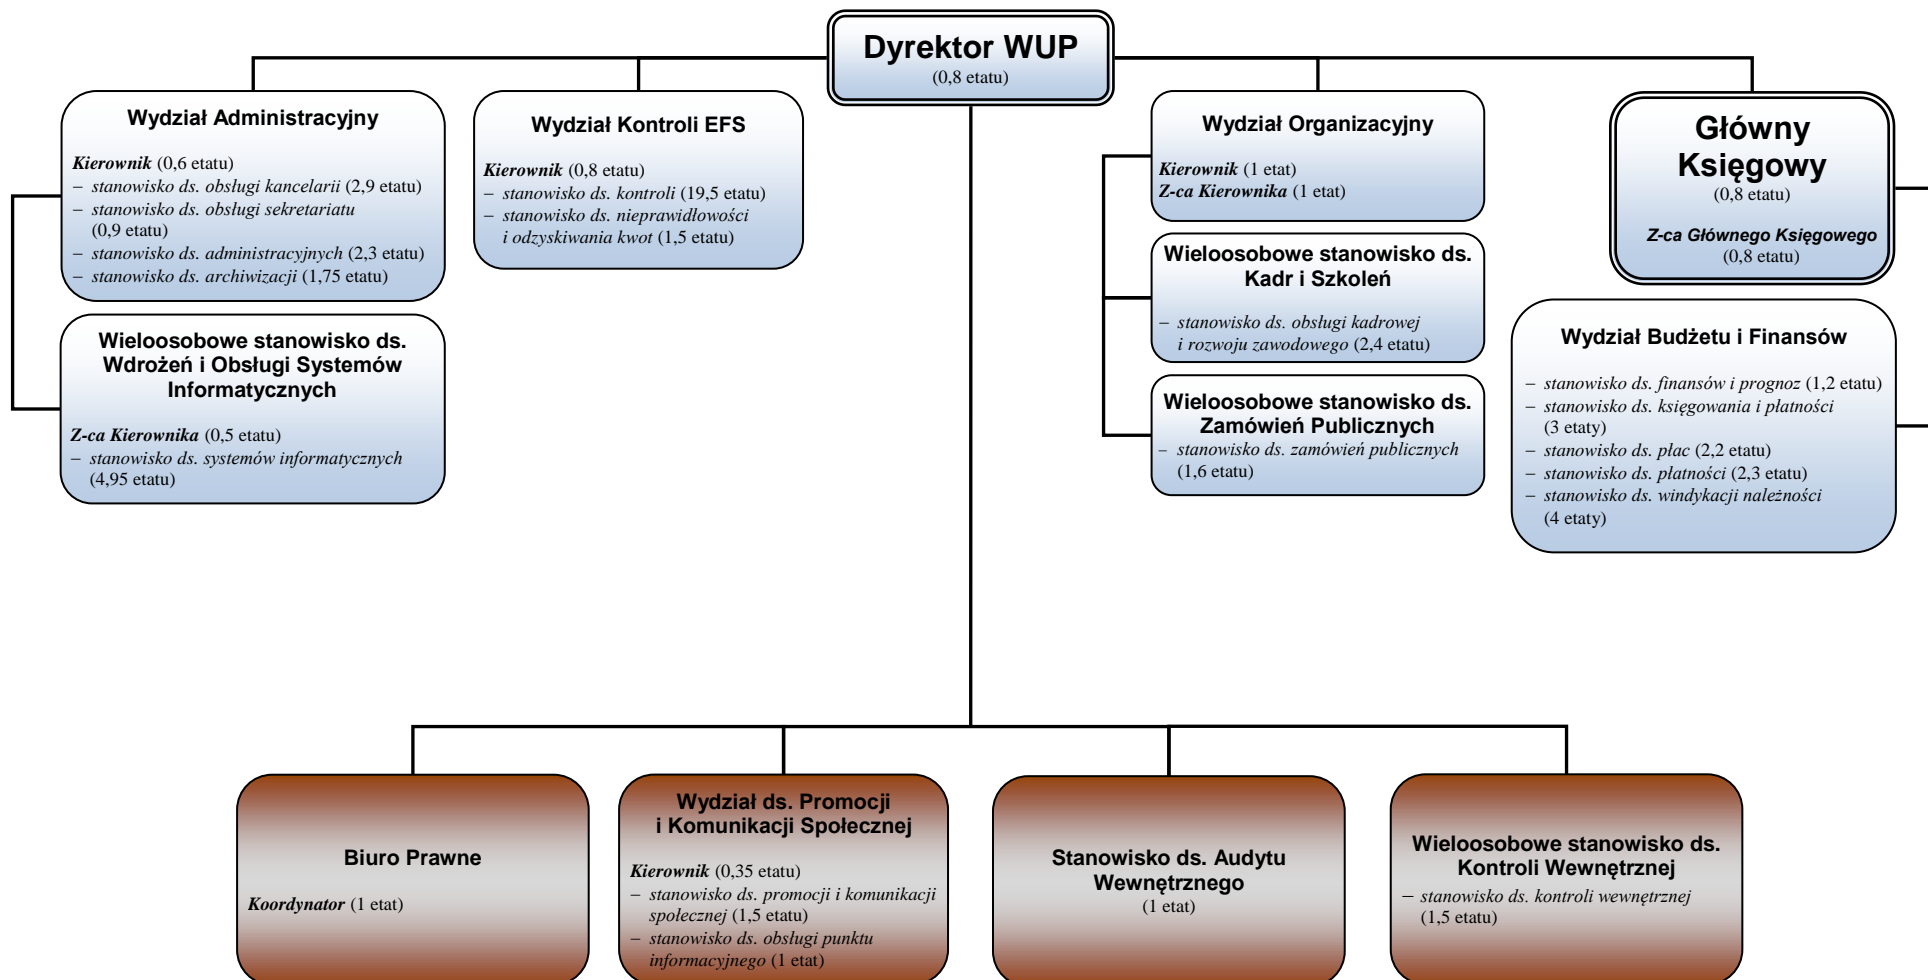 Dyrektor WUP
(0,8 etatu)
Wydział Administracyjny
Kierownik (0,6 etatu)
– stanowisko ds. obsługi kancelarii (2,9 etatu)
– stanowisko ds. obsługi sekretariatu
(0,9 etatu)
– stanowisko ds. administracyjnych (2,3 etatu)
– stanowisko ds. archiwizacji (1,75 etatu)
Wieloosobowe stanowisko ds.
Wdrożeń i Obsługi Systemów
Informatycznych
Z-ca Kierownika (0,5 etatu)
– stanowisko ds. systemów informatycznych
(4,95 etatu)
Wydział Kontroli EFS
Kierownik (0,8 etatu)
– stanowisko ds. kontroli (19,5 etatu)
– stanowisko ds. nieprawidłowości
i odzyskiwania kwot (1,5 etatu)
Wydział Organizacyjny
Kierownik (1 etat)
Z-ca Kierownika (1 etat)
Wieloosobowe stanowisko ds.
Kadr i Szkoleń
– stanowisko ds. obsługi kadrowej
i rozwoju zawodowego (2,4 etatu)
Wieloosobowe stanowisko ds.
Zamówień Publicznych
– stanowisko ds. zamówień publicznych
(1,6 etatu)
Główny
Księgowy
(0,8 etatu)
Z-ca Głównego Księgowego
(0,8 etatu)
Wydział Budżetu i Finansów
– stanowisko ds. finansów i prognoz (1,2 etatu)
– stanowisko ds. księgowania i płatności
(3 etaty)
– stanowisko ds. płac (2,2 etatu)
– stanowisko ds. płatności (2,3 etatu)
– stanowisko ds. windykacji należności
(4 etaty)
Biuro Prawne
Koordynator (1 etat)
Wydział ds. Promocji
i Komunikacji Społecznej
Kierownik (0,35 etatu)
– stanowisko ds. promocji i komunikacji
społecznej (1,5 etatu)
– stanowisko ds. obsługi punktu
informacyjnego (1 etat)
Stanowisko ds. Audytu
Wewnętrznego
(1 etat)
Wieloosobowe stanowisko ds.
Kontroli Wewnętrznej
– stanowisko ds. kontroli wewnętrznej
(1,5 etatu)